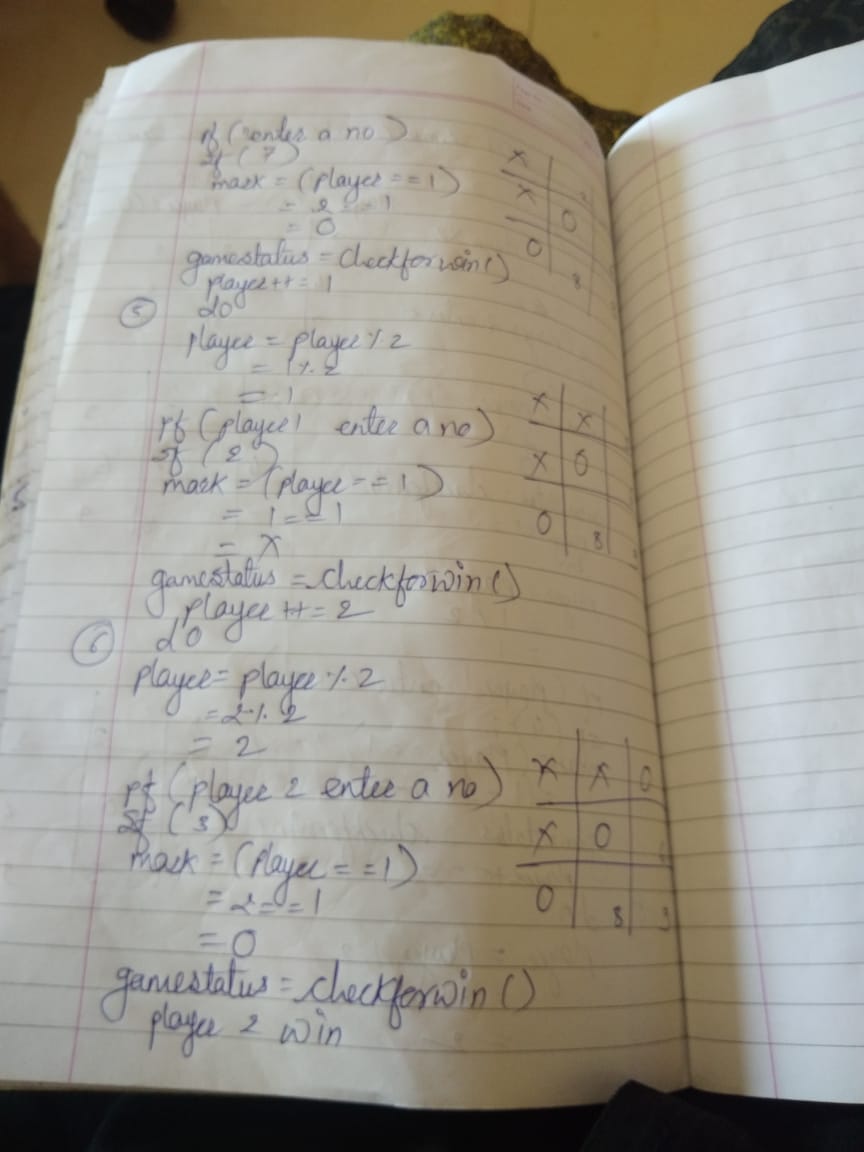 pf (enter a no)
sf (7)
mark = (player == 1)
= 2 == 1
= 0
gamestatus = checkforwin()
player++ = 1
5 do
player = player % 2
= 1 % 2
= 1
pf (player 1 enter a no)
sf (2)
mark = (player == 1)
= 1 == 1
= X
gamestatus = checkforwin()
player ++ = 2
6 do
player = player % 2
= 2 % 2
= 2
pf (player 2 enter a no)
sf (3)
mark = (player == 1)
= 2 == 1
= 0
gamestatus = checkforwin()
player 2 win
X
X 0
0 8
X X
X 0
0 8
X X 0
X 0
0 8 9